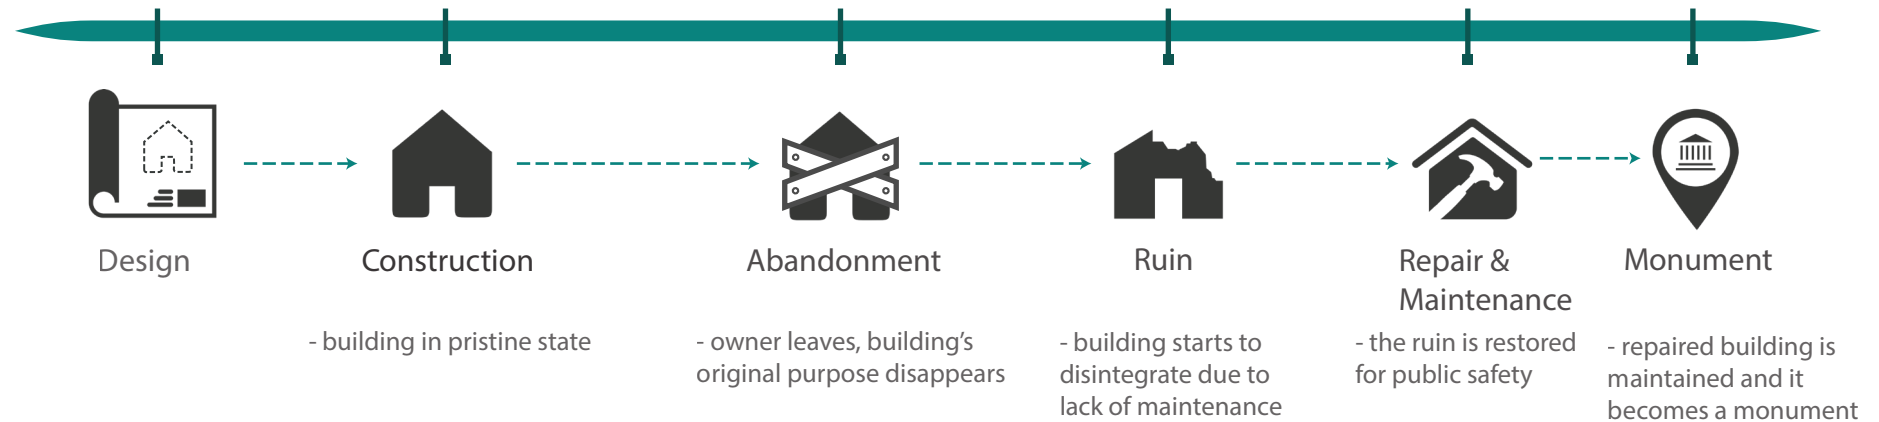 Design
Construction
- building in pristine state
Abandonment
- owner leaves, building's
original purpose disappears
Ruin
- building starts to
disintegrate due to
lack of maintenance
Repair &
Maintenance
- the ruin is restored
for public safety
Monument
- repaired building is
maintained and it
becomes a monument